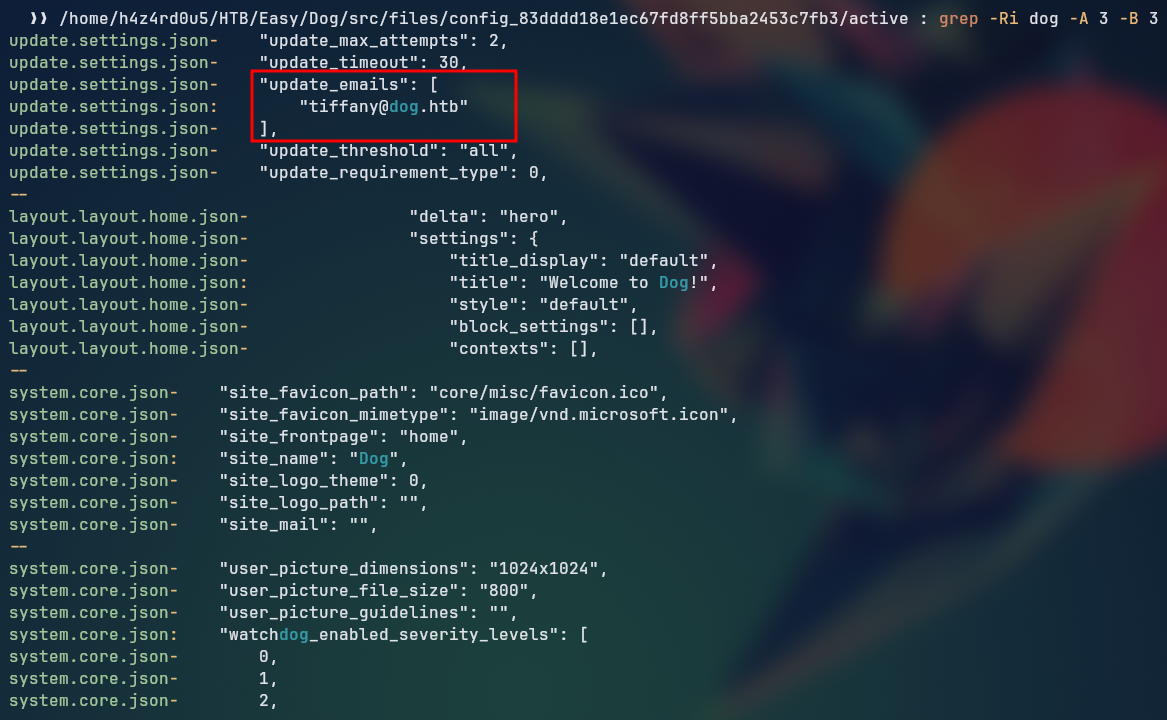 ❯❯ /home/h4z4rd0u5/HTB/Easy/Dog/src/files/config_83dddd18e1ec67fd8ff5bba2453c7fb3/active : grep -Ri dog -A 3 -B 3
update.settings.json-    "update_max_attempts": 2,
update.settings.json-    "update_timeout": 30,
update.settings.json-    "update_emails": [
update.settings.json:        "tiffany@dog.htb"
update.settings.json-    ],
update.settings.json-    "update_threshold": "all",
update.settings.json-    "update_requirement_type": 0,
--
layout.layout.home.json-                "delta": "hero",
layout.layout.home.json-                "settings": {
layout.layout.home.json-                    "title_display": "default",
layout.layout.home.json:                    "title": "Welcome to Dog!",
layout.layout.home.json-                    "style": "default",
layout.layout.home.json-                    "block_settings": [],
layout.layout.home.json-                    "contexts": [],
--
system.core.json-    "site_favicon_path": "core/misc/favicon.ico",
system.core.json-    "site_favicon_mimetype": "image/vnd.microsoft.icon",
system.core.json-    "site_frontpage": "home",
system.core.json:    "site_name": "Dog",
system.core.json-    "site_logo_theme": 0,
system.core.json-    "site_logo_path": "",
system.core.json-    "site_mail": "",
--
system.core.json-    "user_picture_dimensions": "1024x1024",
system.core.json-    "user_picture_file_size": "800",
system.core.json-    "user_picture_guidelines": "",
system.core.json:    "watchdog_enabled_severity_levels": [
system.core.json-        0,
system.core.json-        1,
system.core.json-        2,